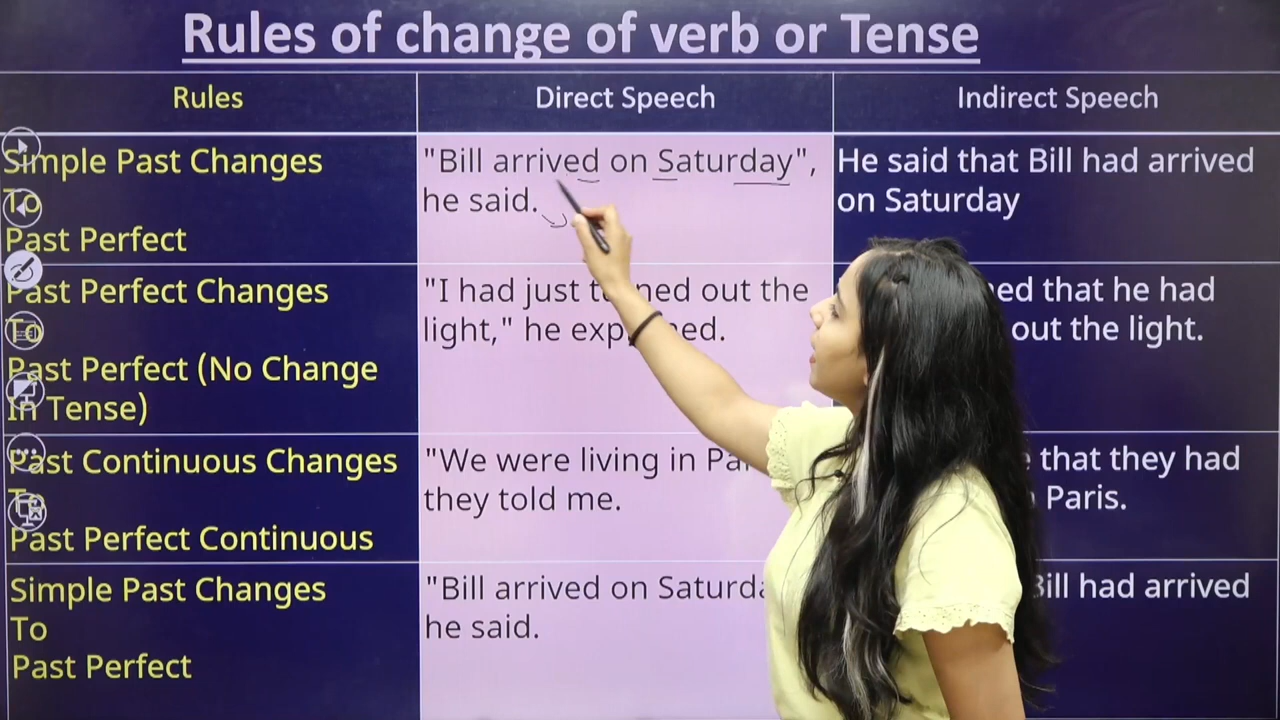 Rules of change of verb or Tense
Rules
Direct Speech
Indirect Speech
Simple Past Changes
To
Past Perfect
"Bill arrived on Saturday",
he said.
He said that Bill had arrived
on Saturday
Past Perfect Changes
To
Past Perfect (No Change
In Tense)
"I had just turned out the
light," he explained.
that he had
out the light.
Past Continuous Changes
To
Past Perfect Continuous
"We were living in
they told me.
that they had
Paris.
Simple Past Changes
To
Past Perfect
"Bill arrived on
he said.
Bill had arrived